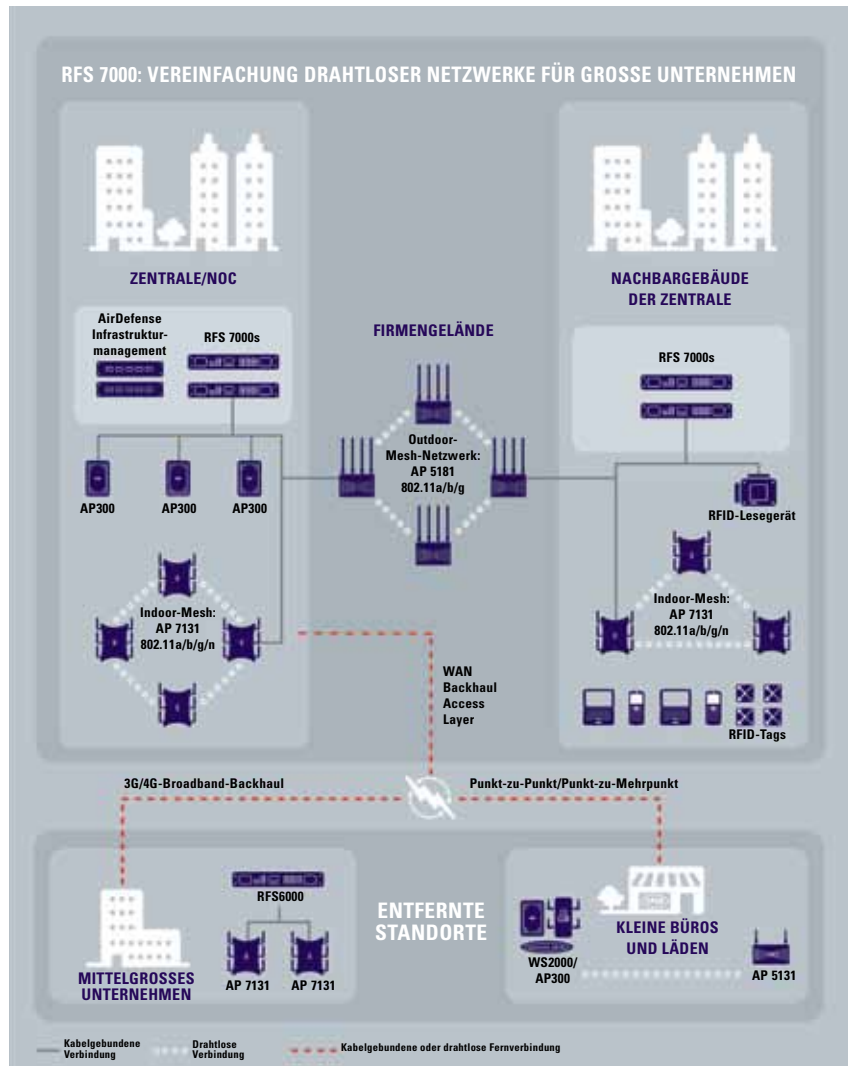 RFS 7000: VEREINFACHUNG DRAHTLOSER NETZWERKE FÜR GROSSE UNTERNEHMEN
ZENTRALE/NOC
AirDefense
Infrastruktur-
management
RFS 7000s
AP300
AP300
AP300
Indoor-Mesh:
AP 7131
802.11a/b/g/n
FIRMENGELÄNDE
Outdoor-
Mesh-Netzwerk:
AP 5181
802.11a/b/g
NACHBARGEBÄUDE
DER ZENTRALE
RFS 7000s
RFID-Lesegerät
Indoor-Mesh:
AP 7131
802.11a/b/g/n
RFID-Tags
WAN
Backhaul
Access
Layer
3G/4G-Broadband-Backhaul
Punkt-zu-Punkt/Punkt-zu-Mehrpunkt
MITTELGROSSES
UNTERNEHMEN
RFS6000
AP 7131
AP 7131
ENTFERNTE
STANDORTE
KLEINE BÜROS
UND LÄDEN
WS2000/
AP300
AP 5131
Kabelgebundene
Verbindung
Drahtlose
Verbindung
Kabelgebundene oder drahtlose Fernverbindung